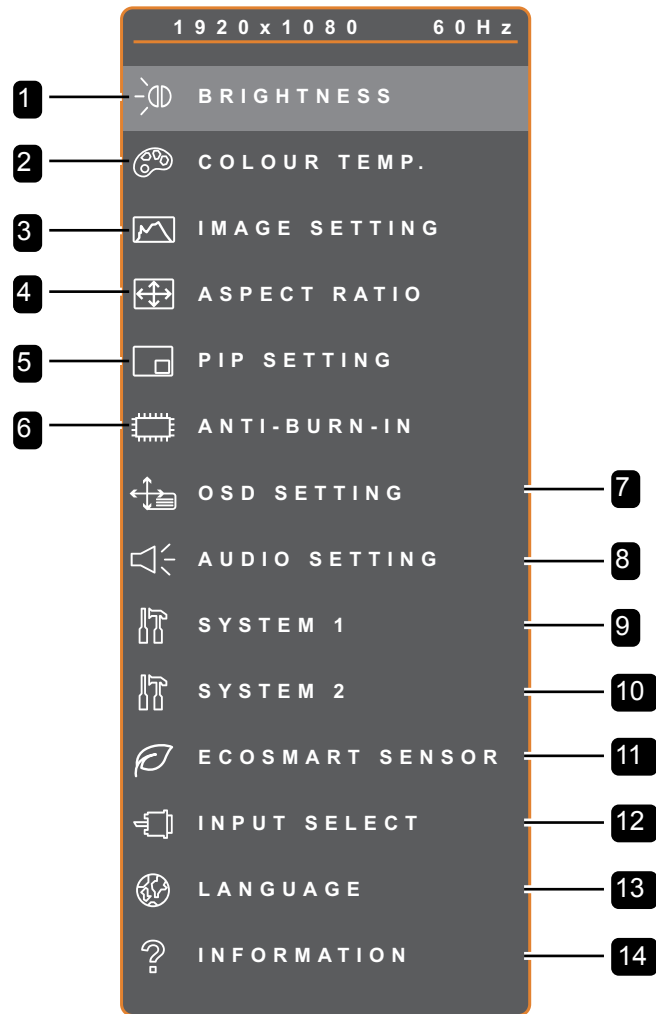 1920x1080 60Hz
1 BRIGHTNESS
2 COLOUR TEMP.
3 IMAGE SETTING
4 ASPECT RATIO
5 PIP SETTING
6 ANTI-BURN-IN
OSD SETTING 7
AUDIO SETTING 8
SYSTEM 1 9
SYSTEM 2 10
ECOSMART SENSOR 11
INPUT SELECT 12
LANGUAGE 13
INFORMATION 14